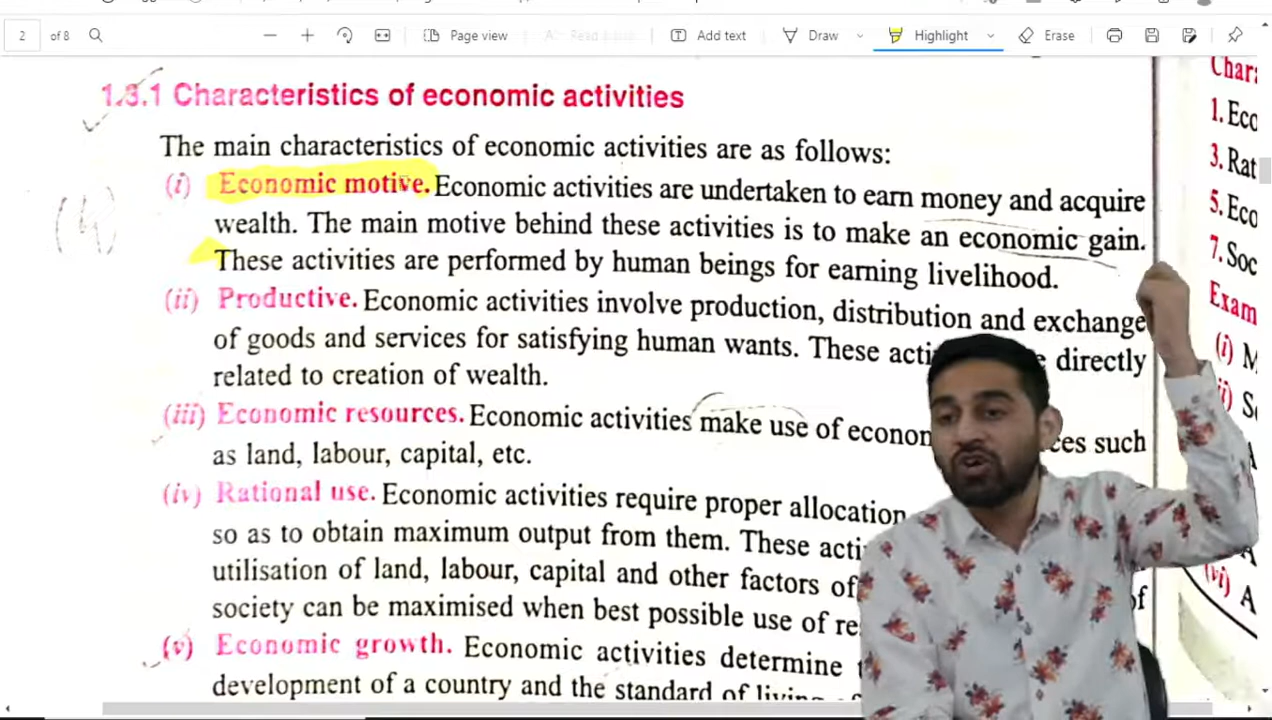 2 of 8
Page view
Read
Add text
Draw
Highlight
Erase
1.3.1 Characteristics of economic activities
The main characteristics of economic activities are as follows:
(i) Economic motive. Economic activities are undertaken to earn money and acquire
wealth. The main motive behind these activities is to make an economic gain.
These activities are performed by human beings for earning livelihood.
(ii) Productive. Economic activities involve production, distribution and exchange
of goods and services for satisfying human wants. These directly
related to creation of wealth.
(iii) Economic resources. Economic activities make use of such
as land, labour, capital, etc.
(iv) Rational use. Economic activities require proper allocation
so as to obtain maximum output from them. These
utilisation of land, labour, capital and other factors of
society can be maximised when best possible use of
(v) Economic growth. Economic activities determine
development of a country and the standard of living
1. Eco
3. Rat
5. Eco
7. Soc
Exam
(i) M